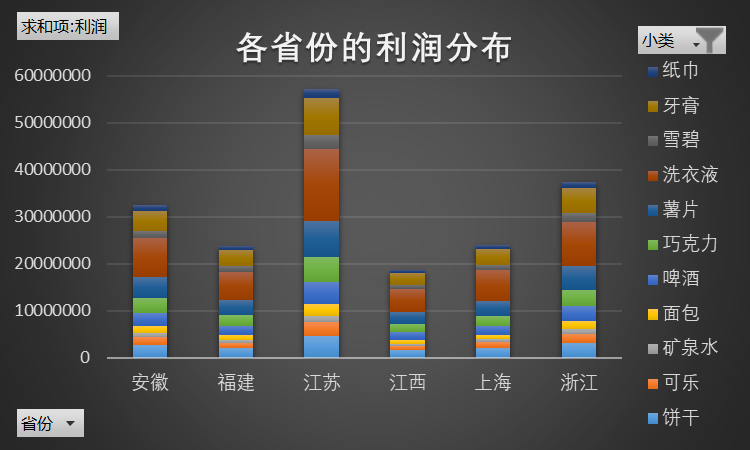 求和项:利润
各省份的利润分布
小类
60000000
50000000
40000000
30000000
20000000
10000000
0
安徽 福建 江苏 江西 上海 浙江
纸巾
牙膏
雪碧
洗衣液
薯片
巧克力
啤酒
面包
矿泉水
可乐
饼干
省份